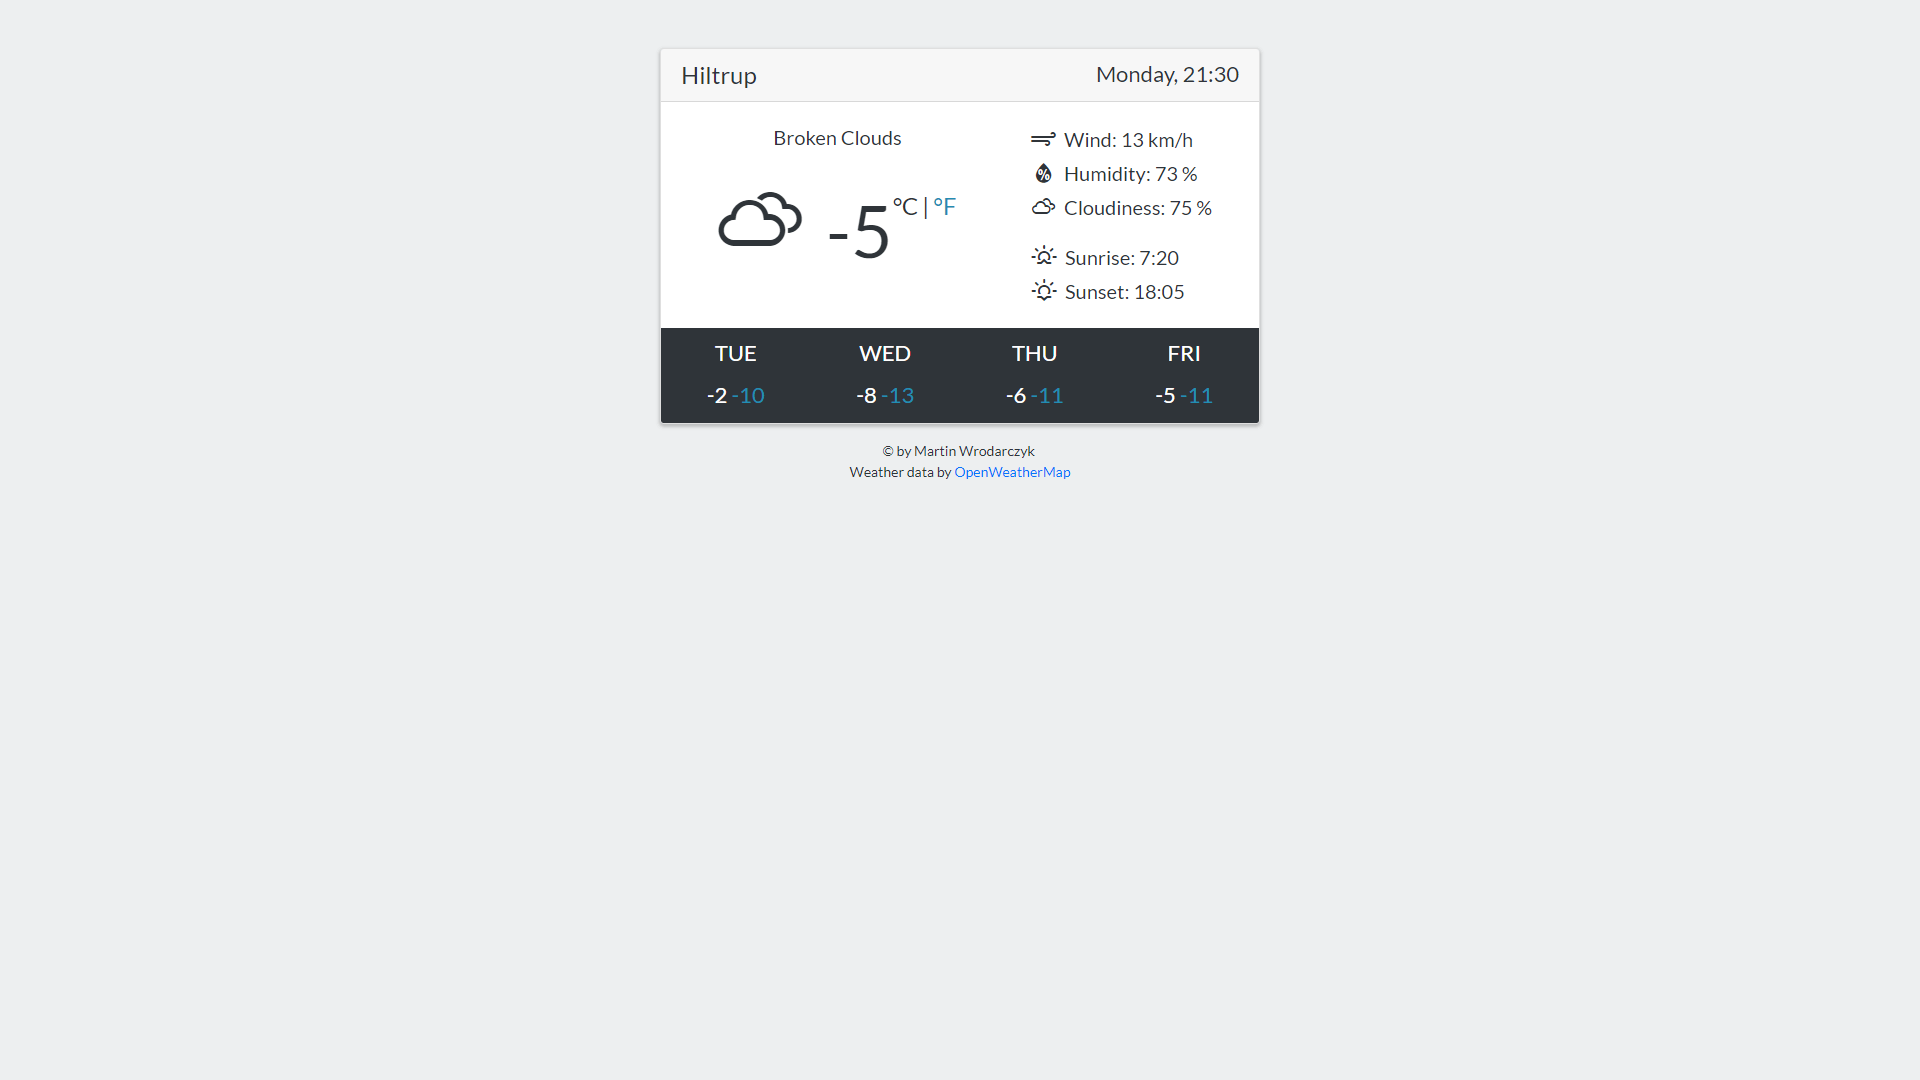 Hiltrup
Monday, 21:30
Broken Clouds
-5 °C | °F
Wind: 13 km/h
Humidity: 73 %
Cloudiness: 75 %
Sunrise: 7:20
Sunset: 18:05
TUE WED THU FRI
-2 -10 -8 -13 -6 -11 -5 -11
© by Martin Wrodarczyk
Weather data by OpenWeatherMap